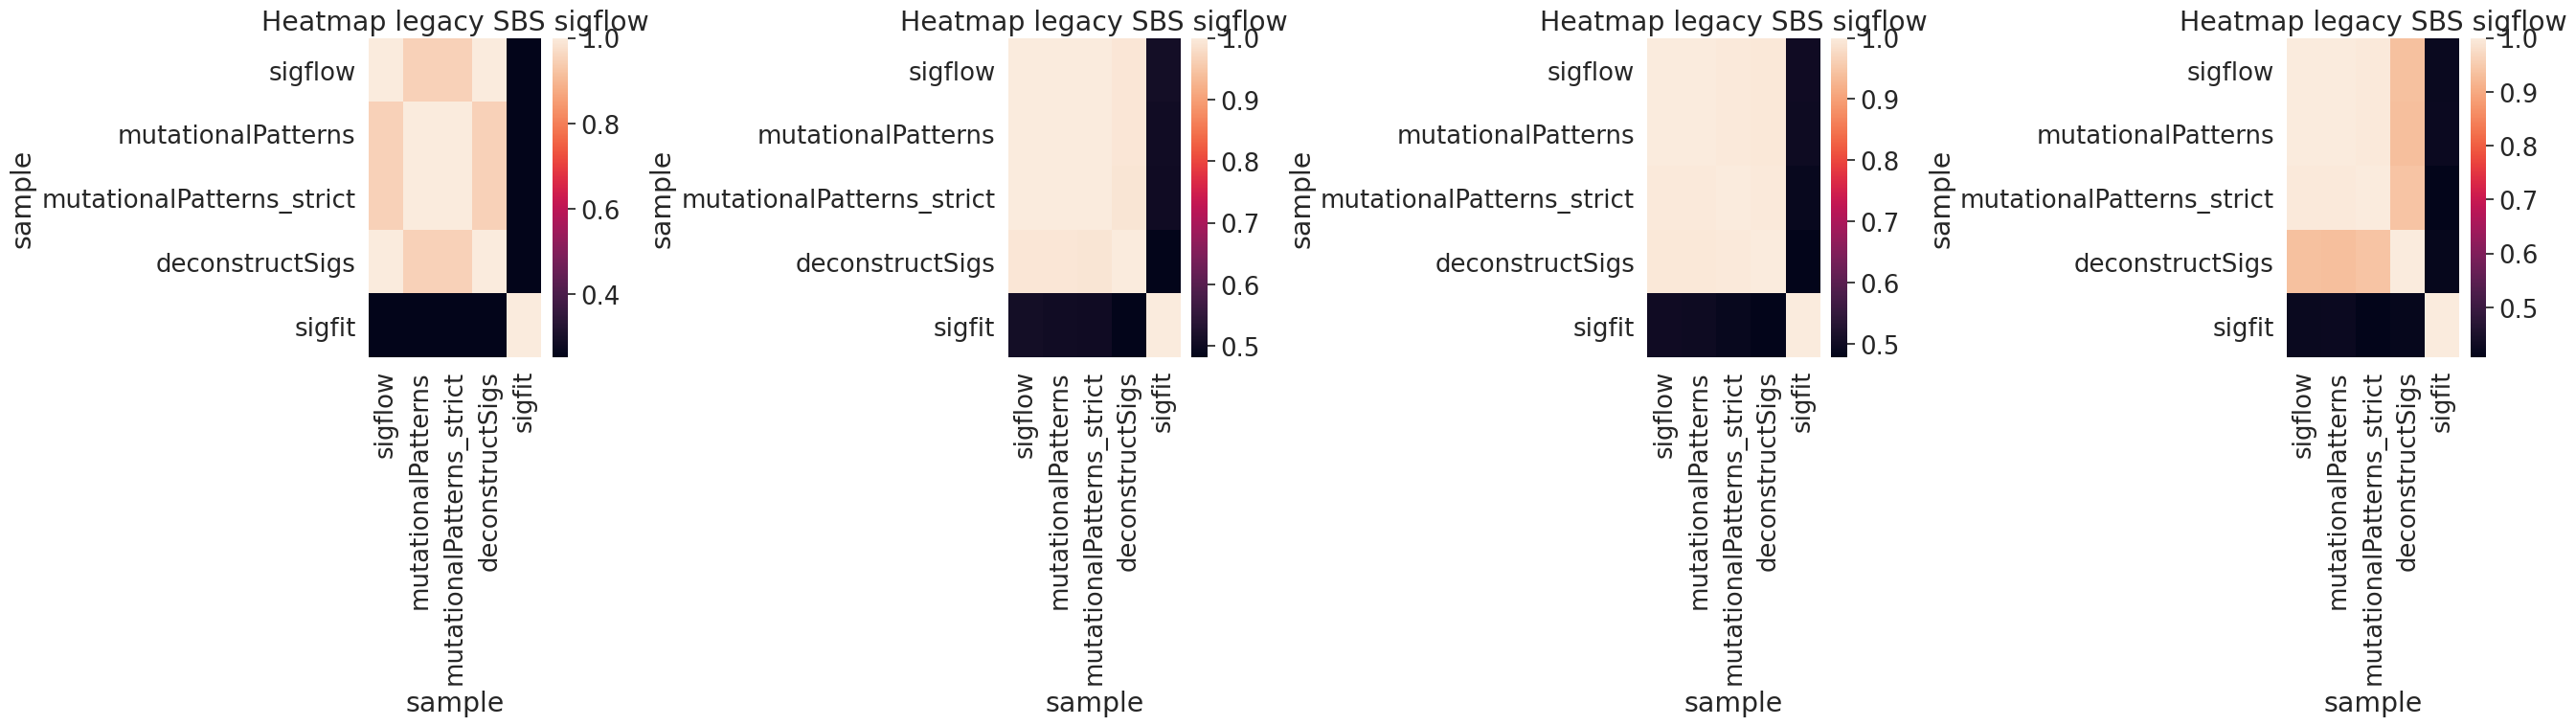 Heatmap legacy SBS sigflow
sample
sigflow
mutationalPatterns
mutationalPatterns_strict
deconstructSigs
sigfit
1.0
0.8
0.6
0.4
sigflow
mutationalPatterns
mutationalPatterns_strict
deconstructSigs
sigfit
sample
Heatmap legacy SBS sigflow
sample
sigflow
mutationalPatterns
mutationalPatterns_strict
deconstructSigs
sigfit
1.0
0.9
0.8
0.7
0.6
0.5
sigflow
mutationalPatterns
mutationalPatterns_strict
deconstructSigs
sigfit
sample
Heatmap legacy SBS sigflow
sample
sigflow
mutationalPatterns
mutationalPatterns_strict
deconstructSigs
sigfit
1.0
0.9
0.8
0.7
0.6
0.5
sigflow
mutationalPatterns
mutationalPatterns_strict
deconstructSigs
sigfit
sample
Heatmap legacy SBS sigflow
sample
sigflow
mutationalPatterns
mutationalPatterns_strict
deconstructSigs
sigfit
1.0
0.9
0.8
0.7
0.6
0.5
sigflow
mutationalPatterns
mutationalPatterns_strict
deconstructSigs
sigfit
sample